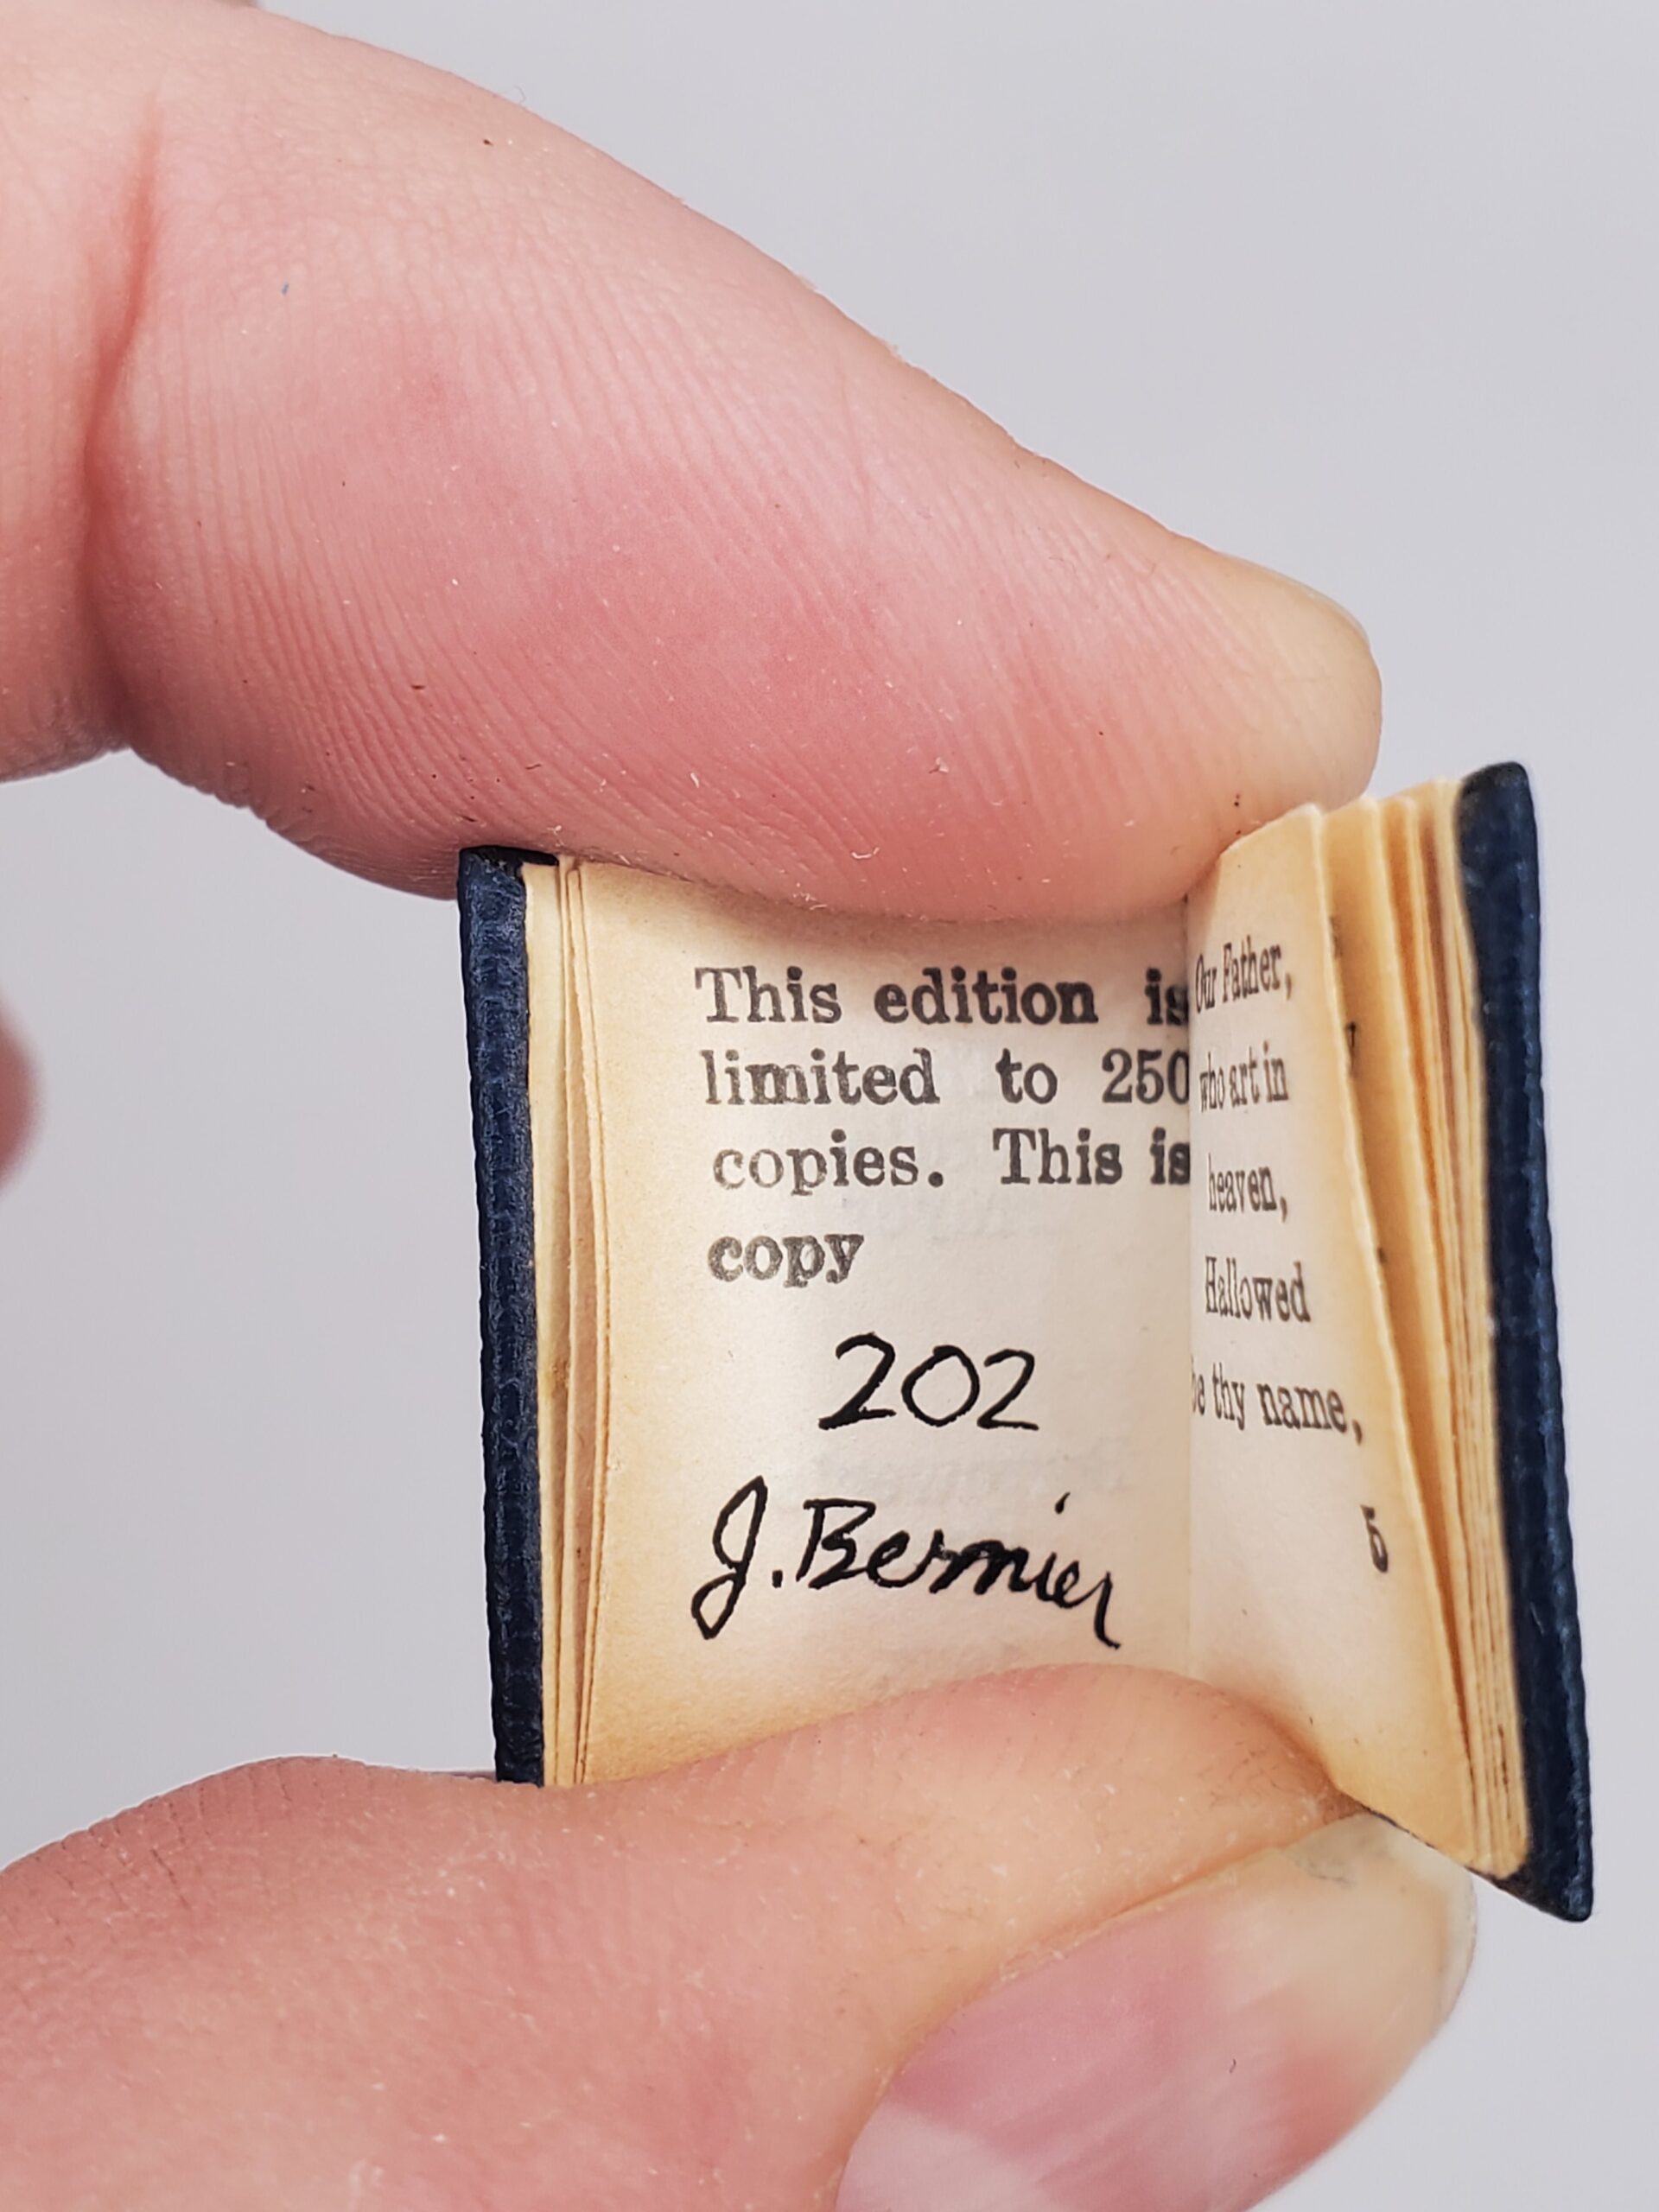 This edition is
limited to 250
copies. This is
copy
202
J. Bernier
Our Father,
who art in
heaven,
Hallowed
be thy name,
5